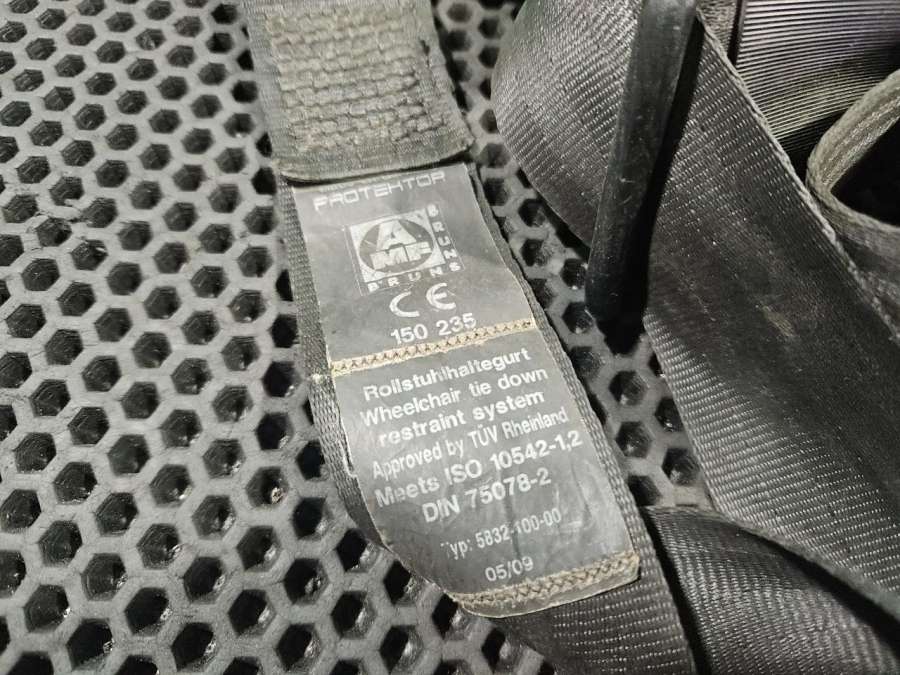 PROTEKTOR
AMF
BRUNS
BRUNS
CE
150 235
Rollstuhlhaltegurt
Wheelchair tie down
restraint system
Approved by TÜV Rheinland
Meets ISO 10542-1,2
DIN 75078-2
Typ: 5832-100-00
05/09